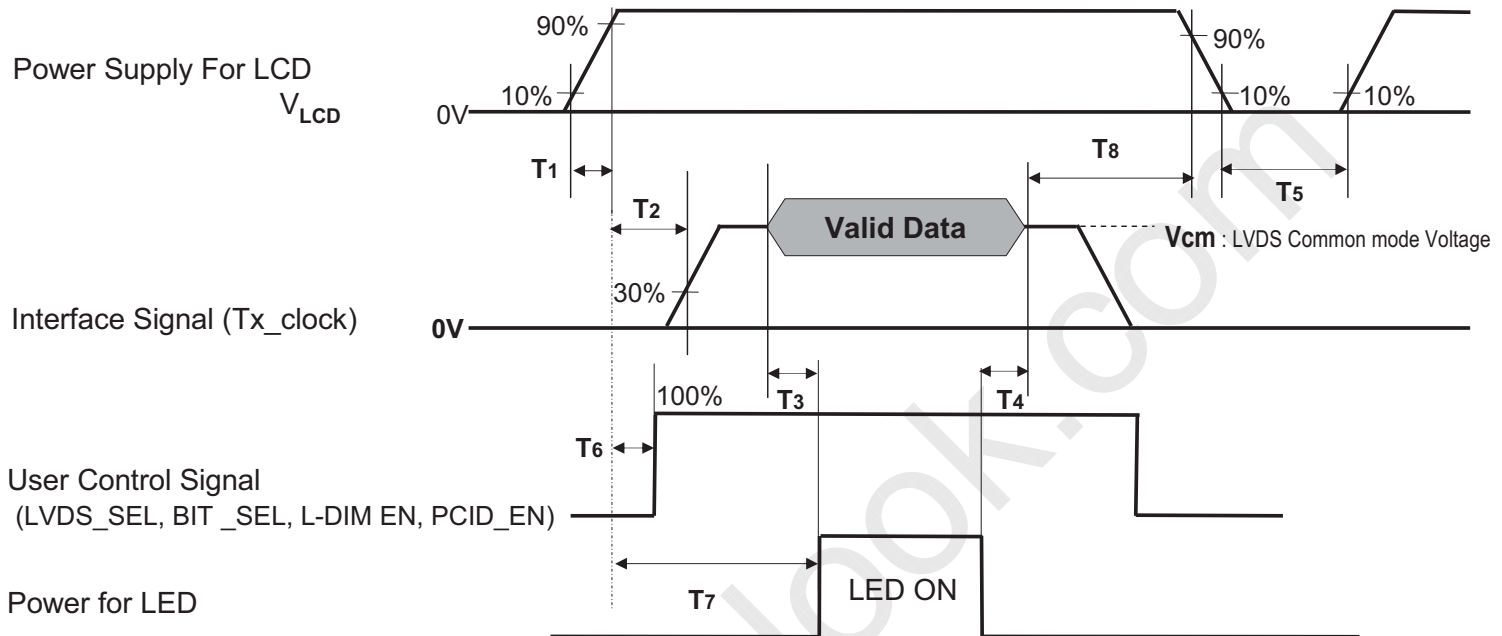 90%
90%
Power Supply For LCD
VLCD
10%
10%
10%
0V
T1
T8
T5
T2
Valid Data
Vcm : LVDS Common mode Voltage
30%
Interface Signal (Tx_clock)
0V
100%
T3
T4
T6
User Control Signal
(LVDS_SEL, BIT _SEL, L-DIM EN, PCID_EN)
T7
LED ON
Power for LED
look.com